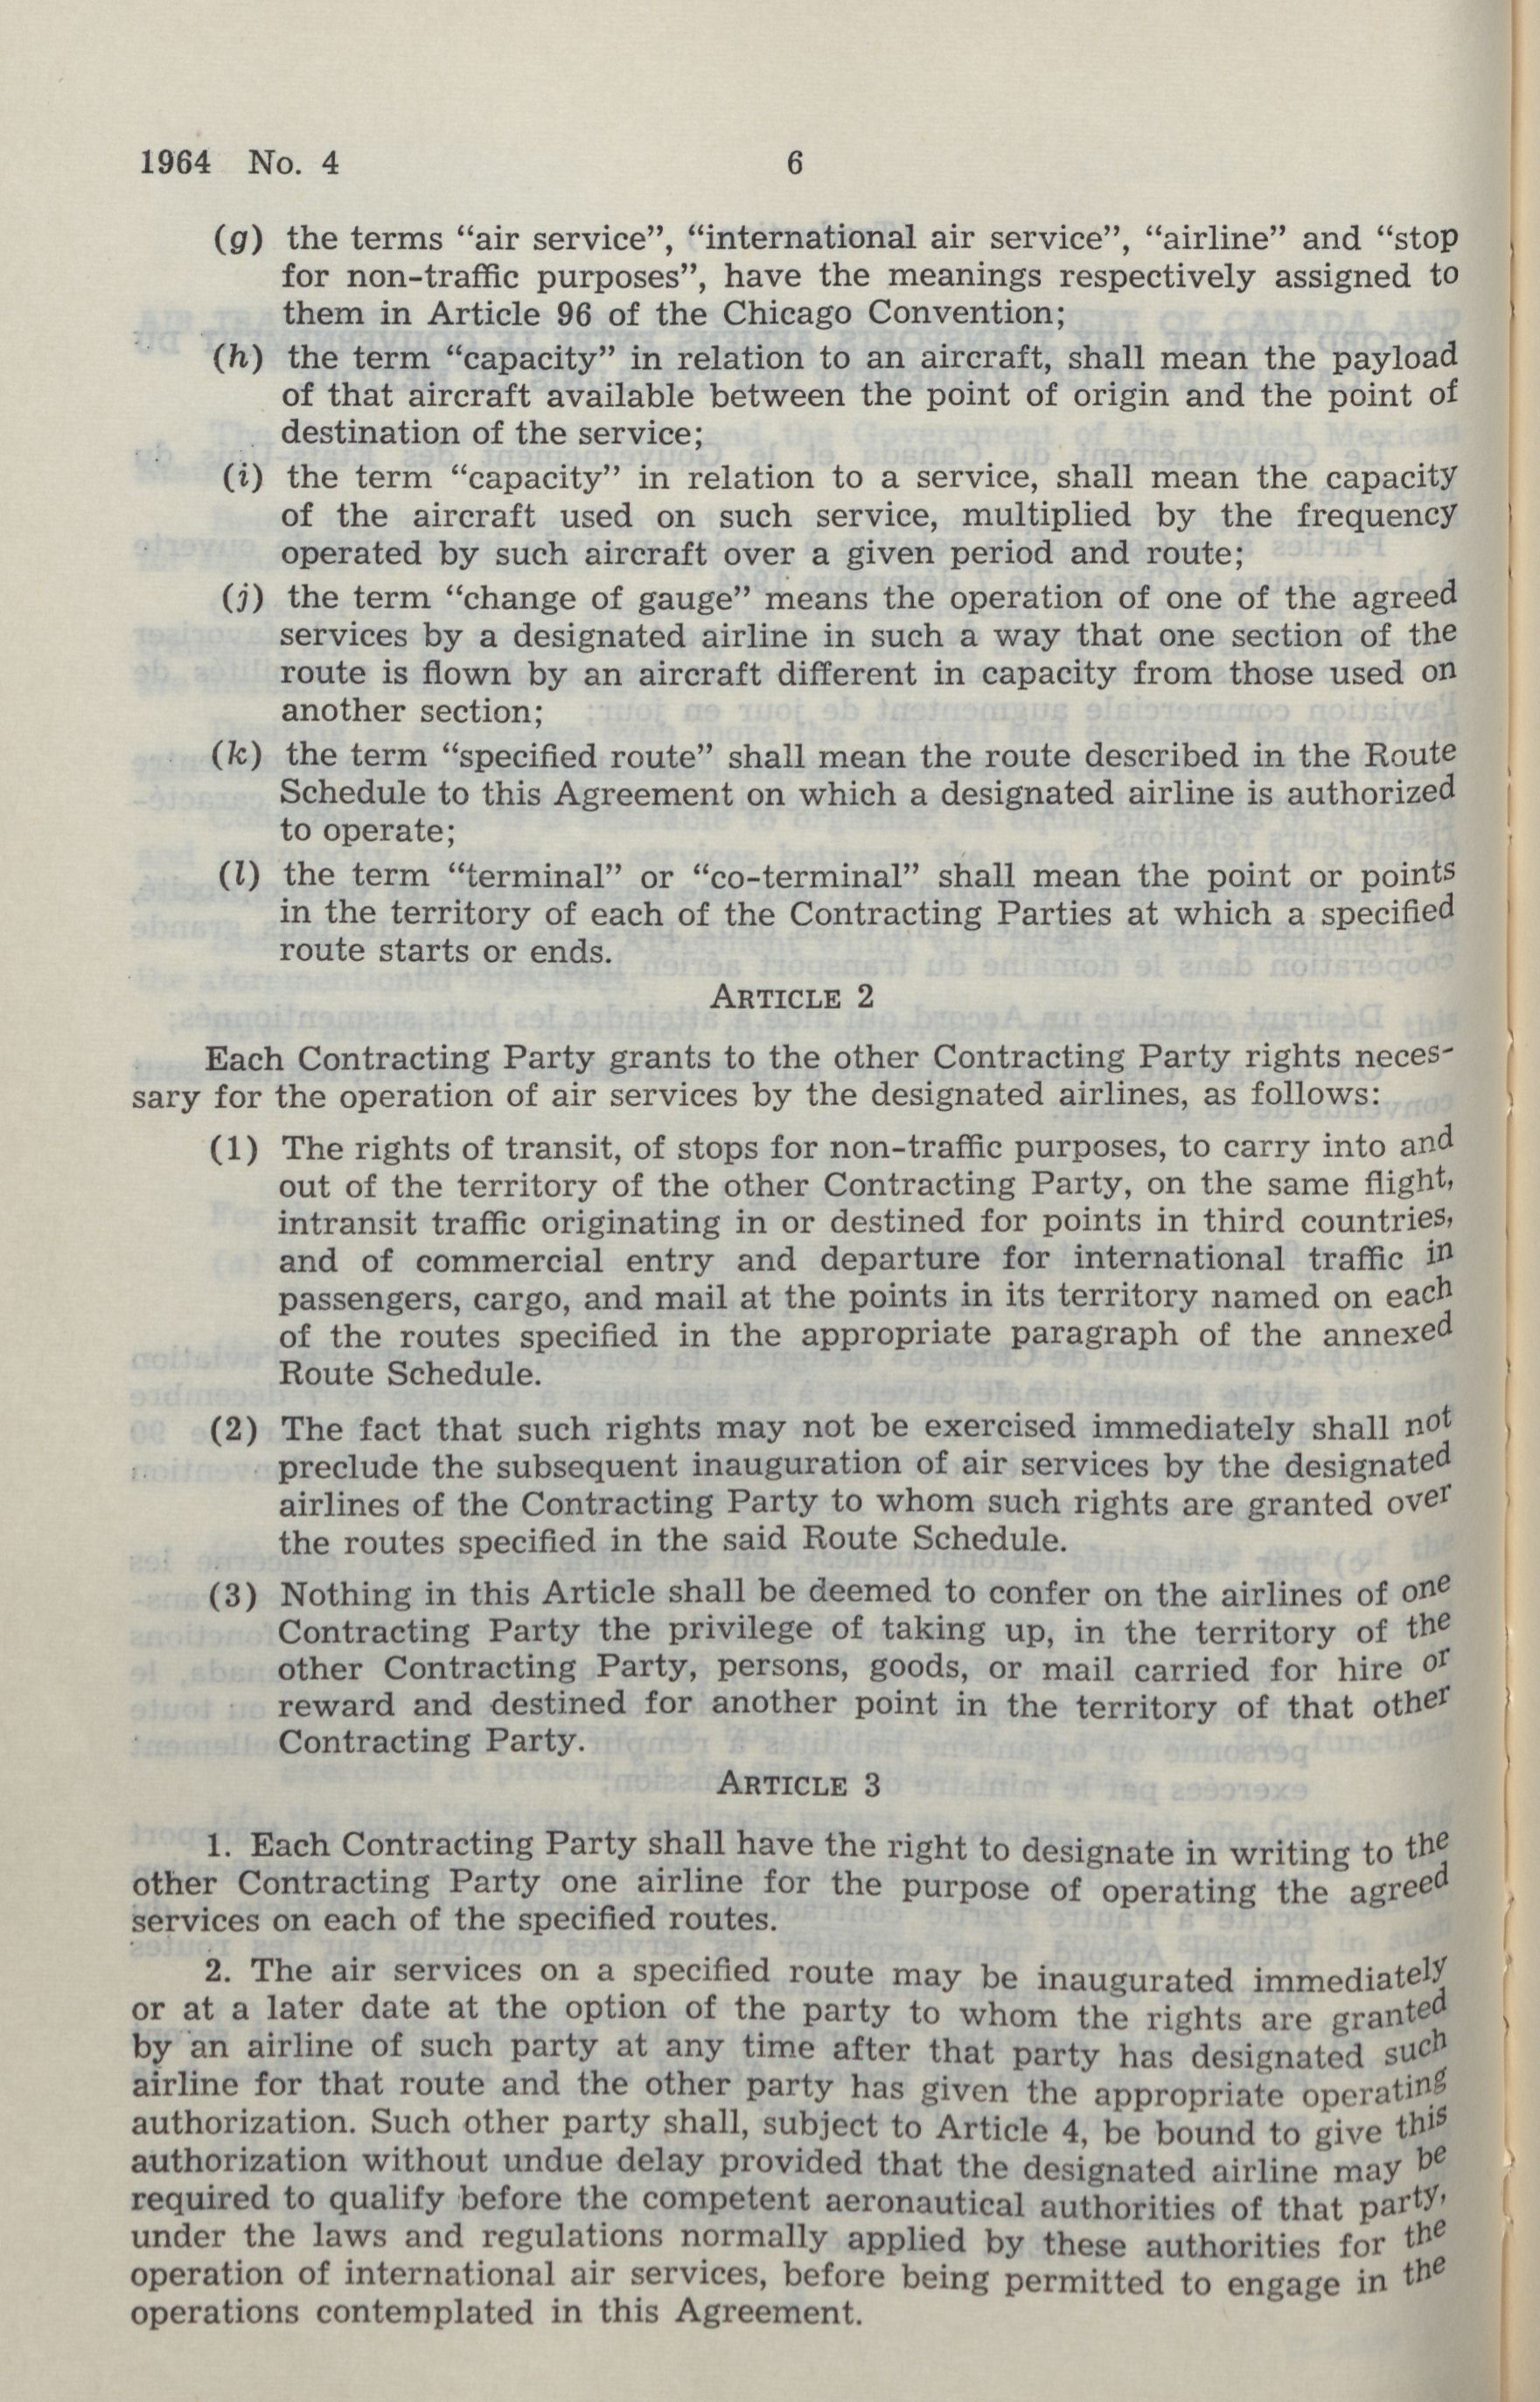 1964 No. 4 6
(g) the terms “air service”, “international air service”, “airline” and “stop
for non-traffic purposes”, have the meanings respectively assigned to
them in Article 96 of the Chicago Convention;
(h) the term “capacity” in relation to an aircraft, shall mean the payload
of that aircraft available between the point of origin and the point of
destination of the service;
(i) the term “capacity” in relation to a service, shall mean the capacity
of the aircraft used on such service, multiplied by the frequency
operated by such aircraft over a given period and route;
(j) the term “change of gauge” means the operation of one of the agreed
services by a designated airline in such a way that one section of the
route is flown by an aircraft different in capacity from those used on
another section;
(k) the term “specified route” shall mean the route described in the Route
Schedule to this Agreement on which a designated airline is authorized
to operate;
(l) the term “terminal” or “co-terminal” shall mean the point or points
in the territory of each of the Contracting Parties at which a specified
route starts or ends.
ARTICLE 2
Each Contracting Party grants to the other Contracting Party rights neces-
sary for the operation of air services by the designated airlines, as follows:
(1) The rights of transit, of stops for non-traffic purposes, to carry into and
out of the territory of the other Contracting Party, on the same flight,
intransit traffic originating in or destined for points in third countries,
and of commercial entry and departure for international traffic in
passengers, cargo, and mail at the points in its territory named on each
of the routes specified in the appropriate paragraph of the annexed
Route Schedule.
(2) The fact that such rights may not be exercised immediately shall not
preclude the subsequent inauguration of air services by the designated
airlines of the Contracting Party to whom such rights are granted over
the routes specified in the said Route Schedule.
(3) Nothing in this Article shall be deemed to confer on the airlines of one
Contracting Party the privilege of taking up, in the territory of the
other Contracting Party, persons, goods, or mail carried for hire or
reward and destined for another point in the territory of that other
Contracting Party.
ARTICLE 3
1. Each Contracting Party shall have the right to designate in writing to the
other Contracting Party one airline for the purpose of operating the agreed
services on each of the specified routes.
2. The air services on a specified route may be inaugurated immediately
or at a later date at the option of the party to whom the rights are granted
by an airline of such party at any time after that party has designated such
airline for that route and the other party has given the appropriate operating
authorization. Such other party shall, subject to Article 4, be bound to give this
authorization without undue delay provided that the designated airline may be
required to qualify before the competent aeronautical authorities of that party,
under the laws and regulations normally applied by these authorities for the
operation of international air services, before being permitted to engage in the
operations contemplated in this Agreement.